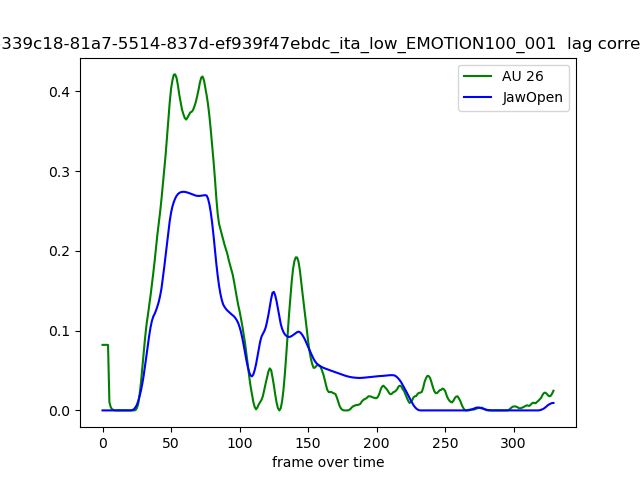 339c18-81a7-5514-837d-ef939f47ebdc_ita_low_EMOTION100_001  lag corre
AU 26
JawOpen
0.4
0.3
0.2
0.1
0.0
0 50 100 150 200 250 300
frame over time